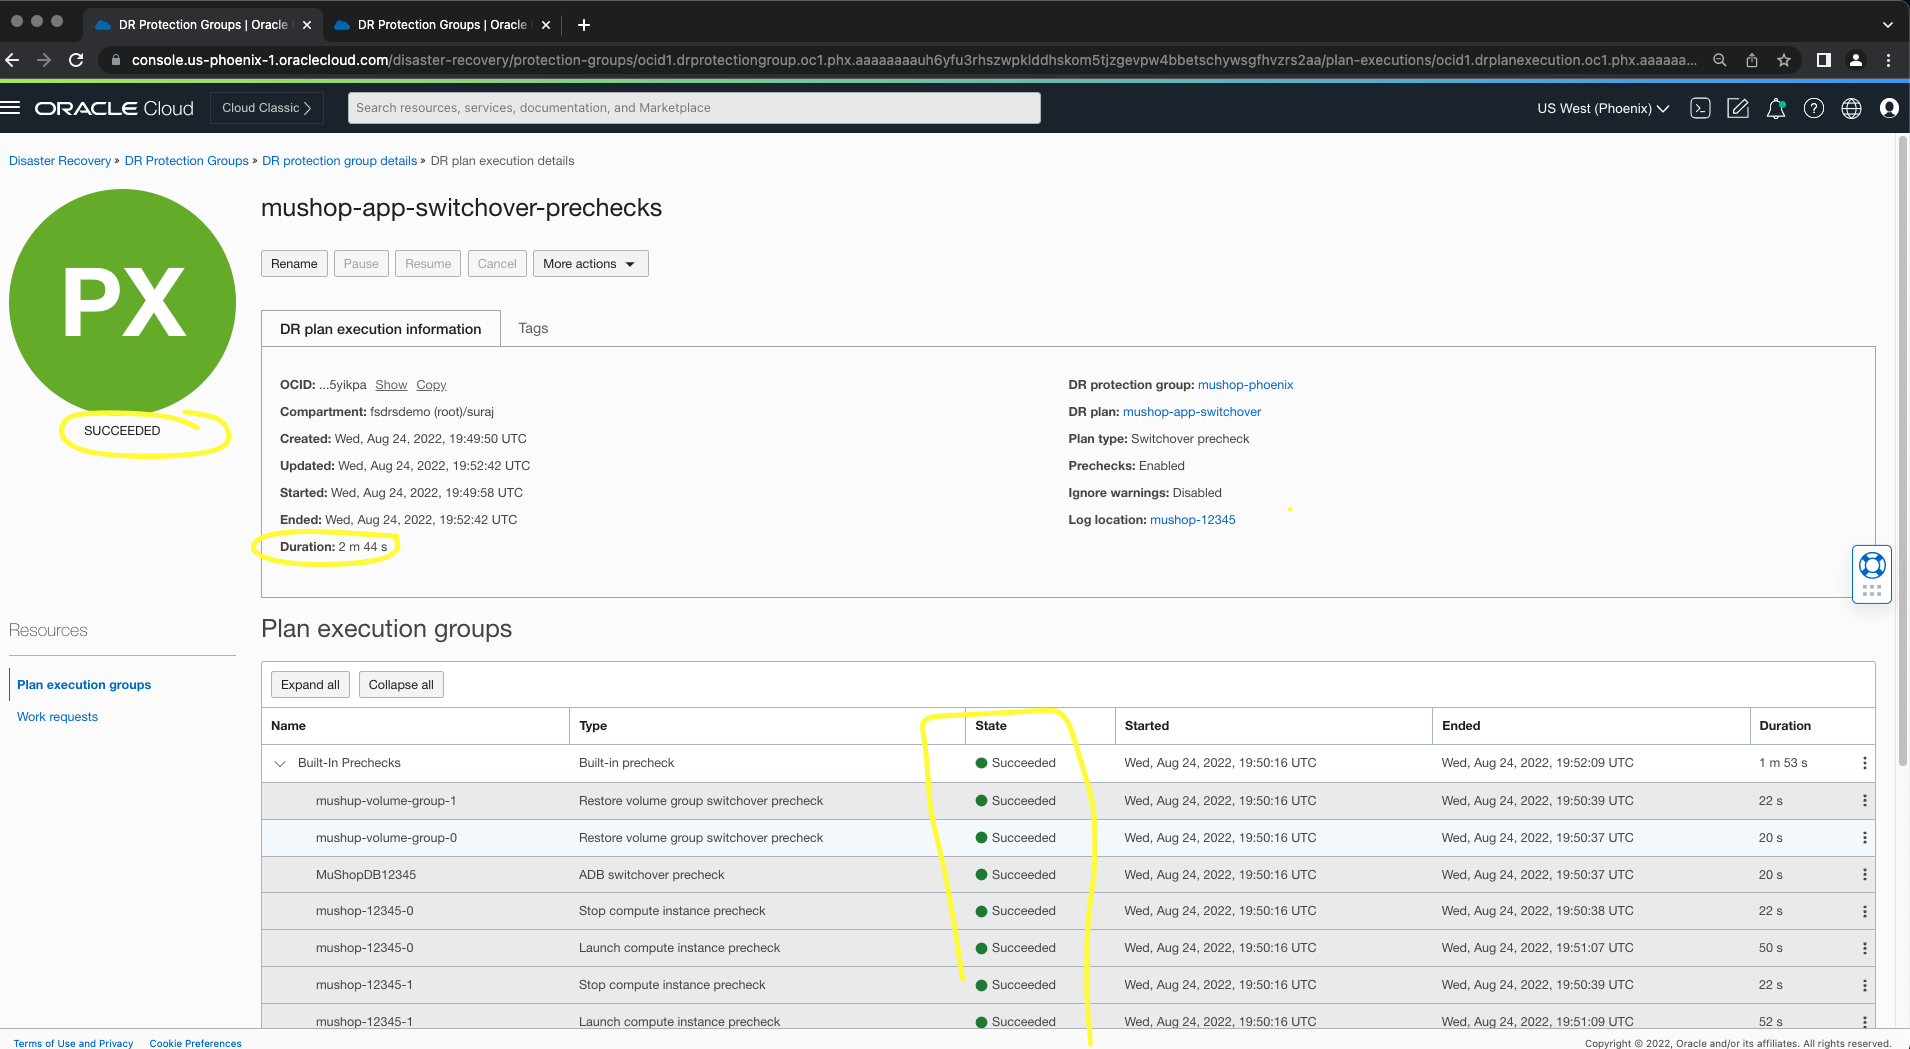 DR Protection Groups | Oracle
DR Protection Groups | Oracle
console.us-phoenix-1.oraclecloud.com/disaster-recovery/protection-groups/ocid1.drprotectiongroup.oc1.phx.aaaaaaaauh6yfu3rhszwpklddhskom5tjzgevpw4bbetschywsgfhvzrs2aa/plan-executions/ocid1.drplanexecution.oc1.phx.aaaaaa...
ORACLE Cloud
Cloud Classic
Search resources, services, documentation, and Marketplace
US West (Phoenix)
Disaster Recovery » DR Protection Groups » DR protection group details » DR plan execution details
PX
SUCCEEDED
mushop-app-switchover-prechecks
Rename Pause Resume Cancel More actions
DR plan execution information Tags
OCID: ...5yikpa Show Copy
Compartment: fsdrsdemo (root)/suraj
Created: Wed, Aug 24, 2022, 19:49:50 UTC
Updated: Wed, Aug 24, 2022, 19:52:42 UTC
Started: Wed, Aug 24, 2022, 19:49:58 UTC
Ended: Wed, Aug 24, 2022, 19:52:42 UTC
Duration: 2 m 44 s
DR protection group: mushop-phoenix
DR plan: mushop-app-switchover
Plan type: Switchover precheck
Prechecks: Enabled
Ignore warnings: Disabled
Log location: mushop-12345
Resources
Plan execution groups
Work requests
Plan execution groups
Expand all Collapse all
Name Type State Started Ended Duration
Built-In Prechecks Built-in precheck Succeeded Wed, Aug 24, 2022, 19:50:16 UTC Wed, Aug 24, 2022, 19:52:09 UTC 1 m 53 s
mushup-volume-group-1 Restore volume group switchover precheck Succeeded Wed, Aug 24, 2022, 19:50:16 UTC Wed, Aug 24, 2022, 19:50:39 UTC 22 s
mushup-volume-group-0 Restore volume group switchover precheck Succeeded Wed, Aug 24, 2022, 19:50:16 UTC Wed, Aug 24, 2022, 19:50:37 UTC 20 s
MuShopDB12345 ADB switchover precheck Succeeded Wed, Aug 24, 2022, 19:50:16 UTC Wed, Aug 24, 2022, 19:50:37 UTC 20 s
mushop-12345-0 Stop compute instance precheck Succeeded Wed, Aug 24, 2022, 19:50:16 UTC Wed, Aug 24, 2022, 19:50:38 UTC 22 s
mushop-12345-0 Launch compute instance precheck Succeeded Wed, Aug 24, 2022, 19:50:16 UTC Wed, Aug 24, 2022, 19:51:07 UTC 50 s
mushop-12345-1 Stop compute instance precheck Succeeded Wed, Aug 24, 2022, 19:50:16 UTC Wed, Aug 24, 2022, 19:50:39 UTC 22 s
mushop-12345-1 Launch compute instance precheck Succeeded Wed, Aug 24, 2022, 19:50:16 UTC Wed, Aug 24, 2022, 19:51:09 UTC 52 s
Terms of Use and Privacy Cookie Preferences
Copyright © 2022, Oracle and/or its affiliates. All rights reserved.